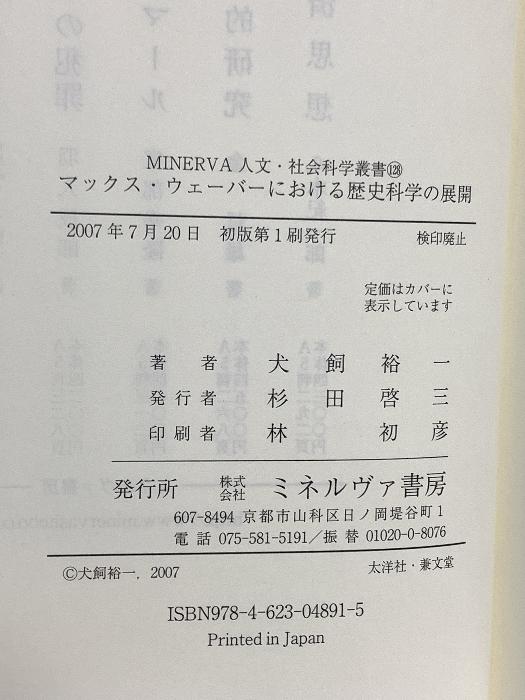 MINERVA 人文・社会科学叢書128
マックス・ウェーバーにおける歴史科学の展開
2007年7月20日 初版第1刷発行 検印廃止
定価はカバーに
表示しています
著者 犬飼裕一
発行者 杉田啓三
印刷者 林初彦
発行所 株式会社 ミネルヴァ書房
607-8494 京都市山科区日ノ岡堤谷町1
電話 075-581-5191/振替 01020-0-8076
©犬飼裕一, 2007 太洋社・兼文堂
ISBN978-4-623-04891-5
Printed in Japan